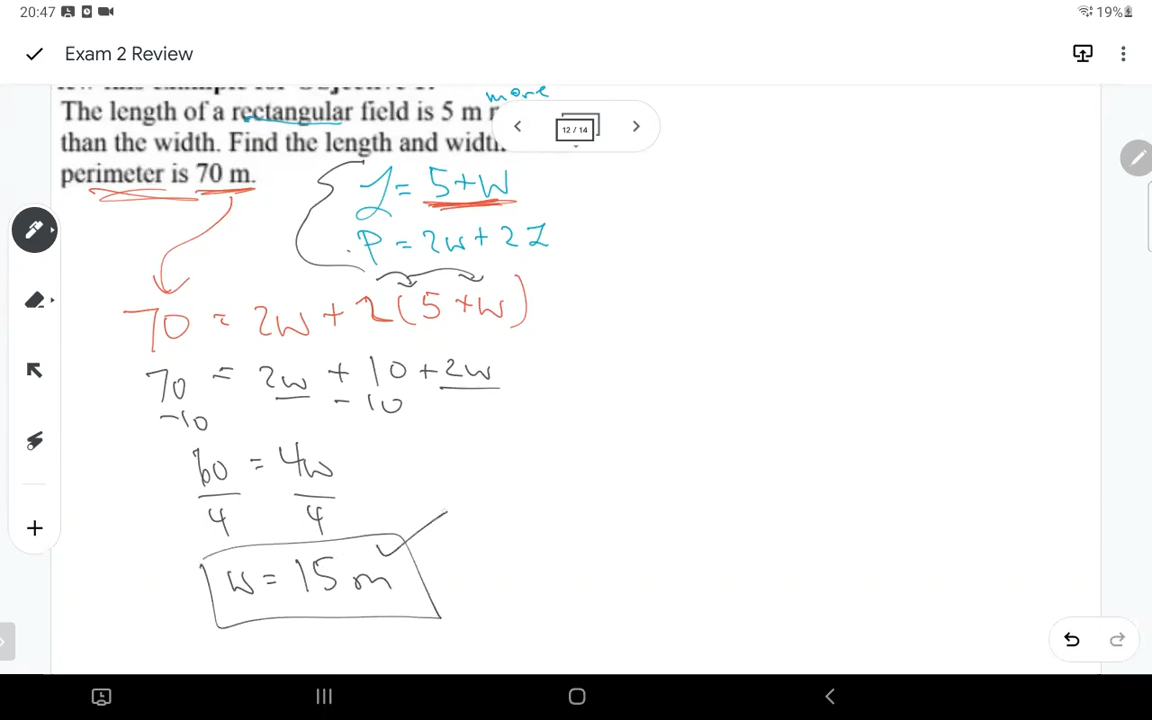 20:47
19%
Exam 2 Review
more
The length of a rectangular field is 5 m
12 / 14
than the width. Find the length and
perimeter is 70 m.
L = 5+W
P = 2w + 2L
70 = 2w + 2(5+w)
70 = 2w + 10 + 2w
-10 -10
60 = 4w
4 4
w = 15 m